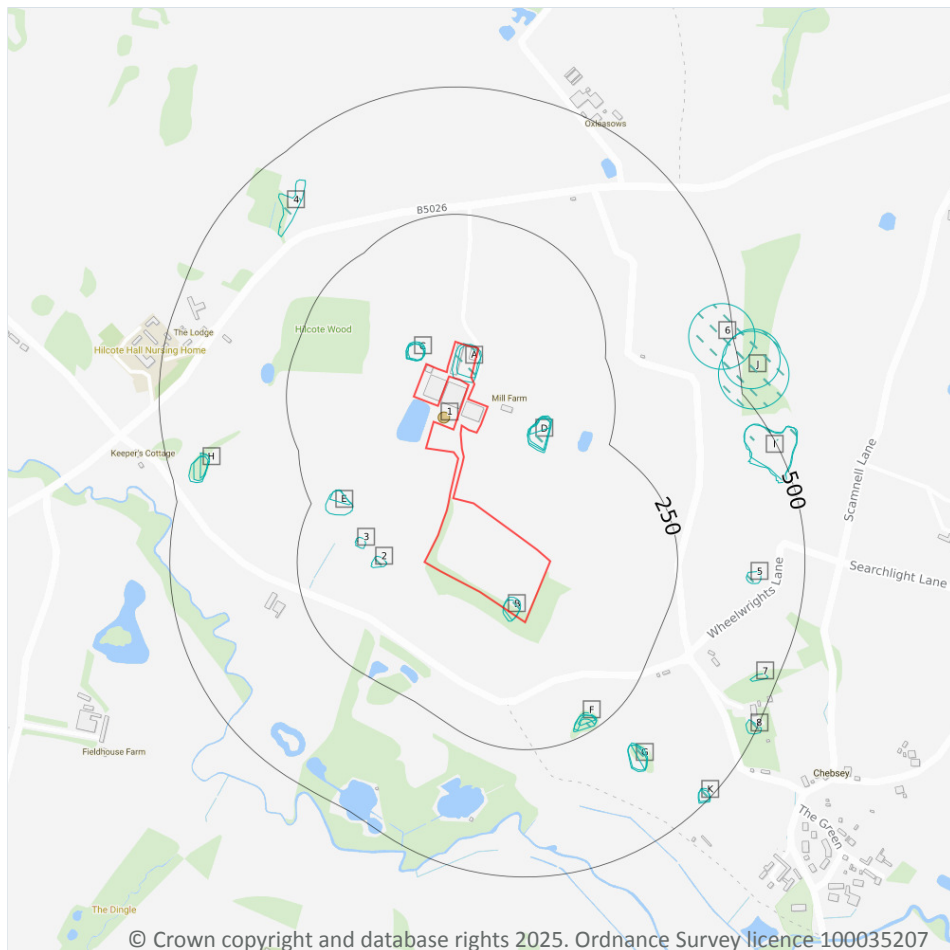 Oxleasows
4
B5026
6
The Lodge
Hilcote Wood
Hilcote Hall Nursing Home
A
J
Mill Farm
1
D
I
Keeper's Cottage
H
Scamnell Lane
500
E
250
3
2
5
Searchlight Lane
Wheelwrights Lane
B
7
F
8
Fieldhouse Farm
G
Chebsey
K
The Green
The Dingle
© Crown copyright and database rights 2025. Ordnance Survey licence 100035207